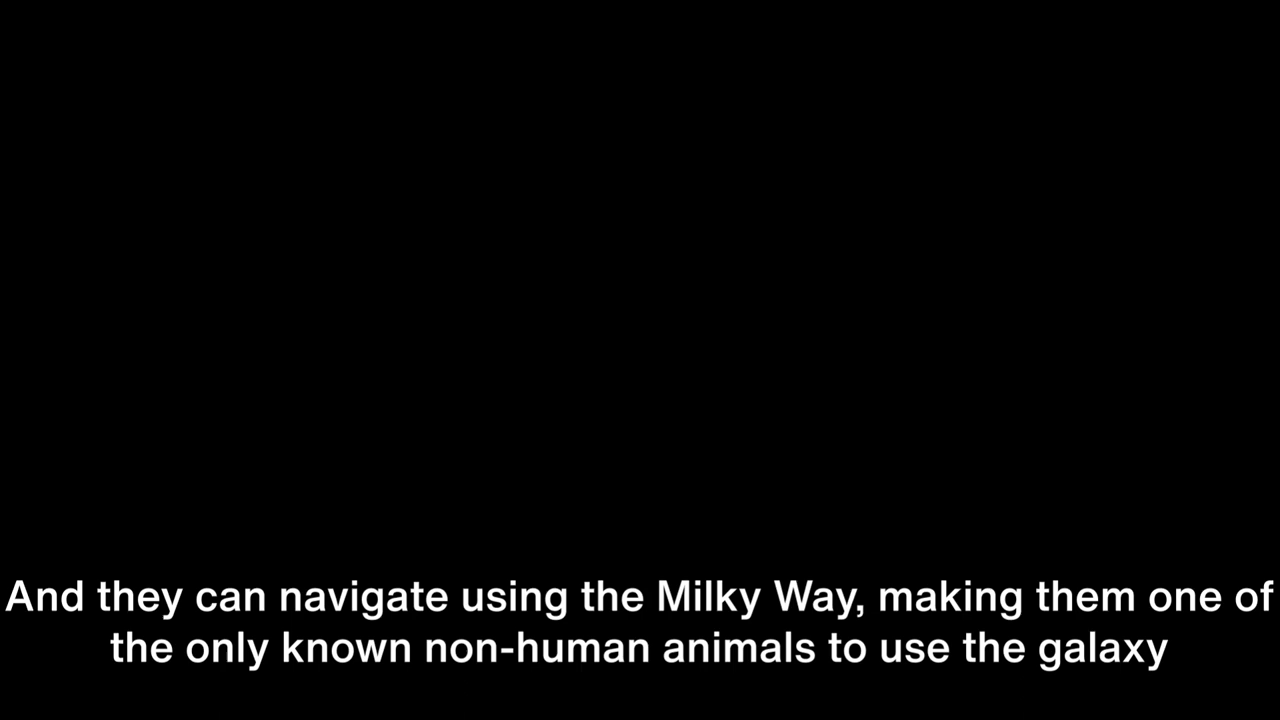 And they can navigate using the Milky Way, making them one of
the only known non-human animals to use the galaxy